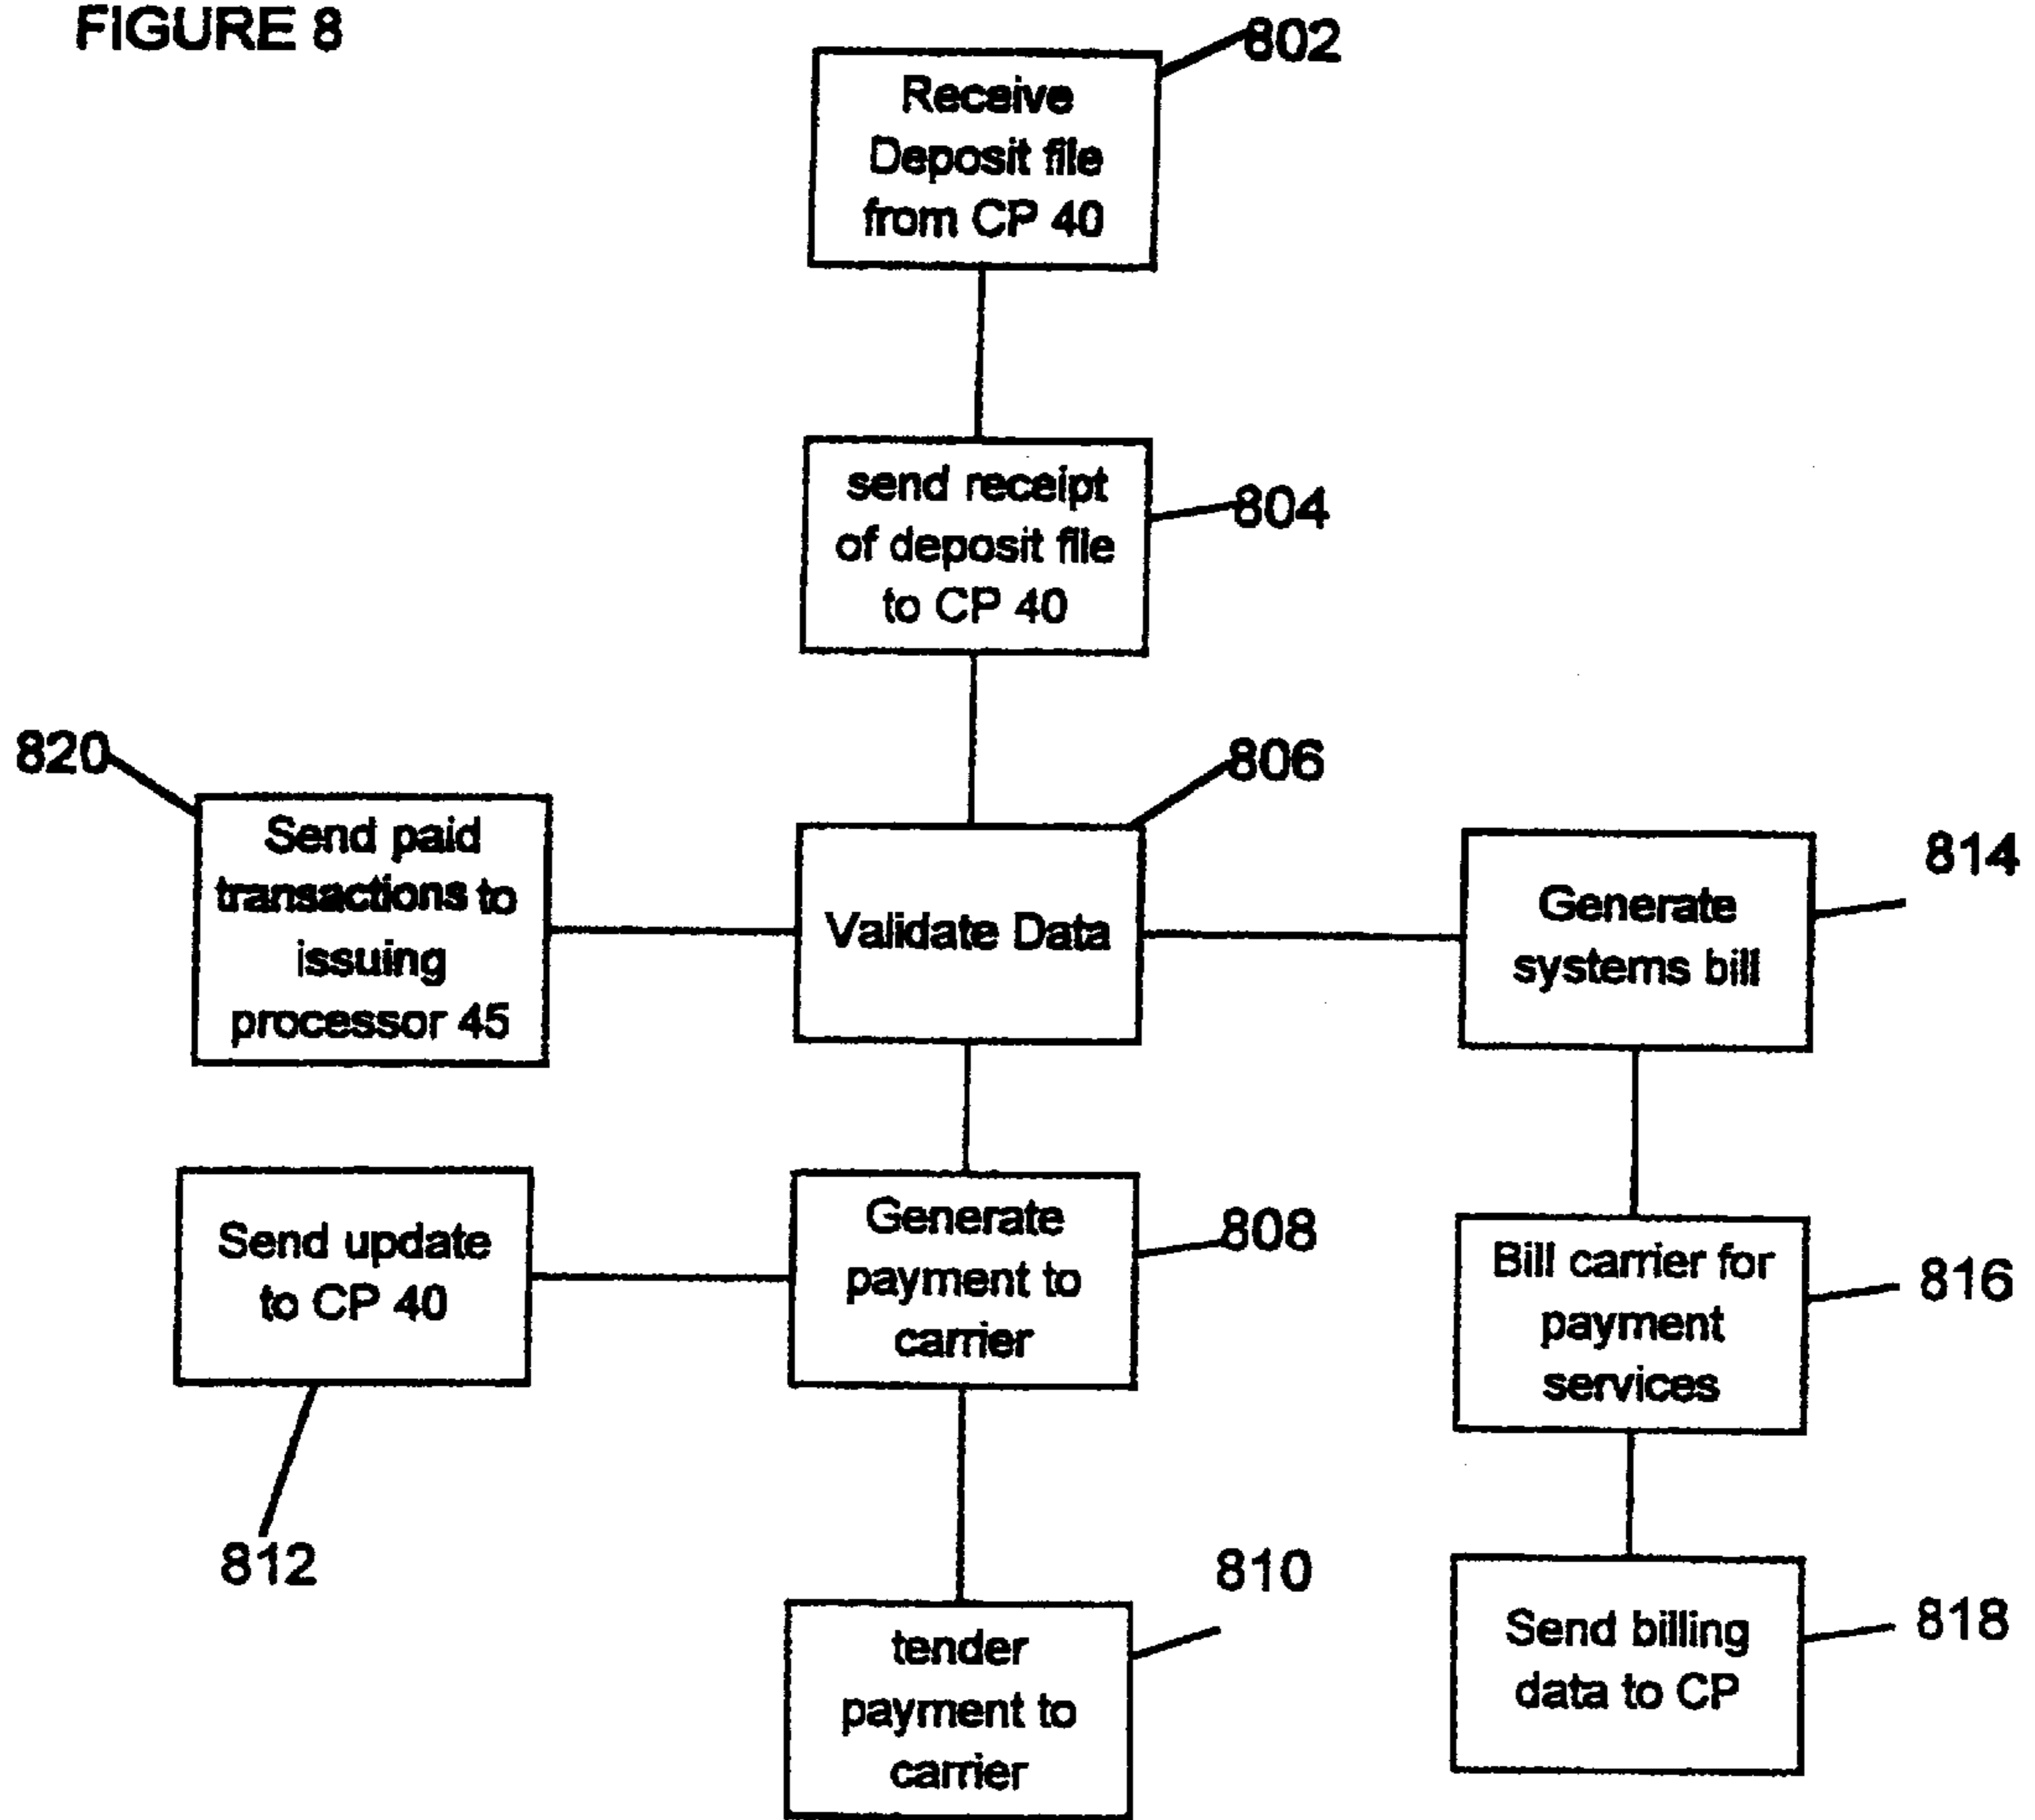 FIGURE 8
802
Receive
Deposit file
from CP 40
send receipt
of deposit file
to CP 40
804
820
Send paid
transactions to
issuing
processor 45
806
Validate Data
814
Generate
systems bill
Send update
to CP 40
812
Generate
payment to
carrier
808
Bill carrier for
payment
services
816
tender
payment to
carrier
810
Send billing
data to CP
818